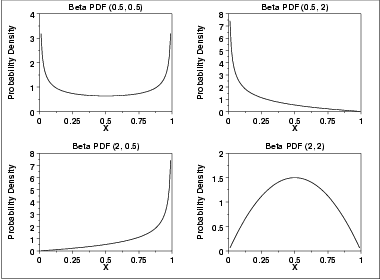 Beta PDF (0.5, 0.5)
Probability Density
4
3
2
1
0
0 0.25 0.5 0.75 1
X
Beta PDF (0.5, 2)
Probability Density
8
7
6
5
4
3
2
1
0
0 0.25 0.5 0.75 1
X
Beta PDF (2, 0.5)
Probability Density
8
7
6
5
4
3
2
1
0
0 0.25 0.5 0.75 1
X
Beta PDF (2, 2)
Probability Density
2
1.5
1
0.5
0
0 0.25 0.5 0.75 1
X